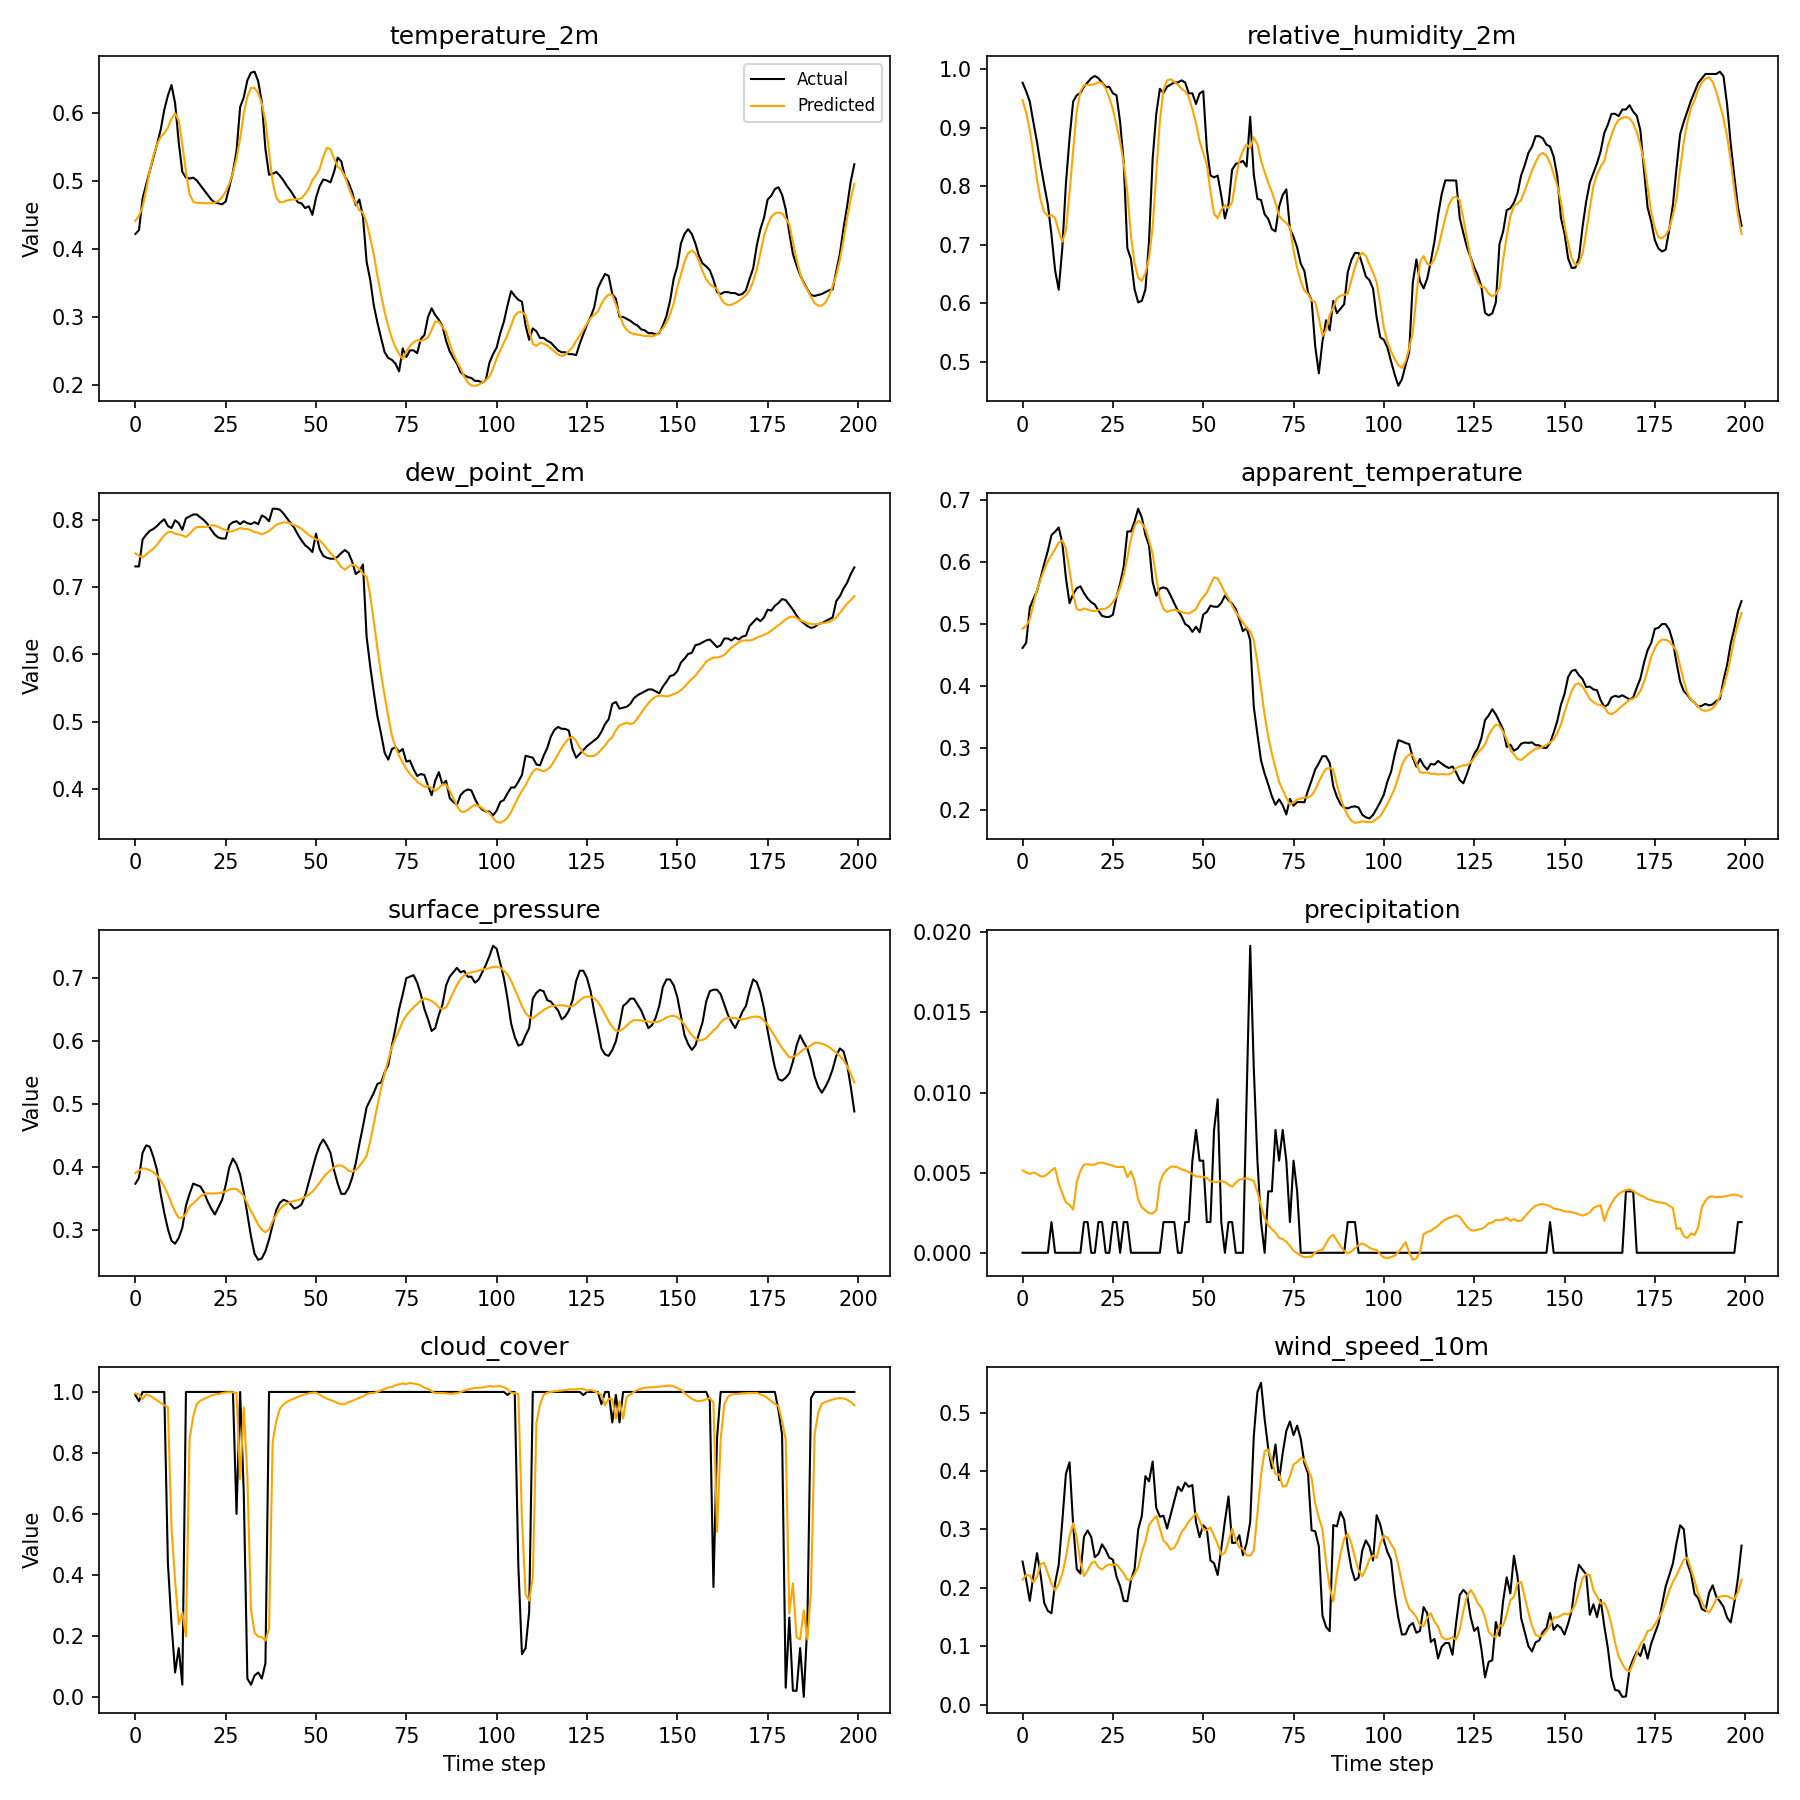 temperature_2m
relative_humidity_2m
Actual
Predicted
Value
0.6
0.5
0.4
0.3
0.2
0 25 50 75 100 125 150 175 200
1.0
0.9
0.8
0.7
0.6
0.5
0 25 50 75 100 125 150 175 200
dew_point_2m
apparent_temperature
Value
0.8
0.7
0.6
0.5
0.4
0 25 50 75 100 125 150 175 200
0.7
0.6
0.5
0.4
0.3
0.2
0 25 50 75 100 125 150 175 200
surface_pressure
precipitation
Value
0.7
0.6
0.5
0.4
0.3
0 25 50 75 100 125 150 175 200
0.020
0.015
0.010
0.005
0.000
0 25 50 75 100 125 150 175 200
cloud_cover
wind_speed_10m
Value
1.0
0.8
0.6
0.4
0.2
0.0
0 25 50 75 100 125 150 175 200
Time step
0.5
0.4
0.3
0.2
0.1
0.0
0 25 50 75 100 125 150 175 200
Time step